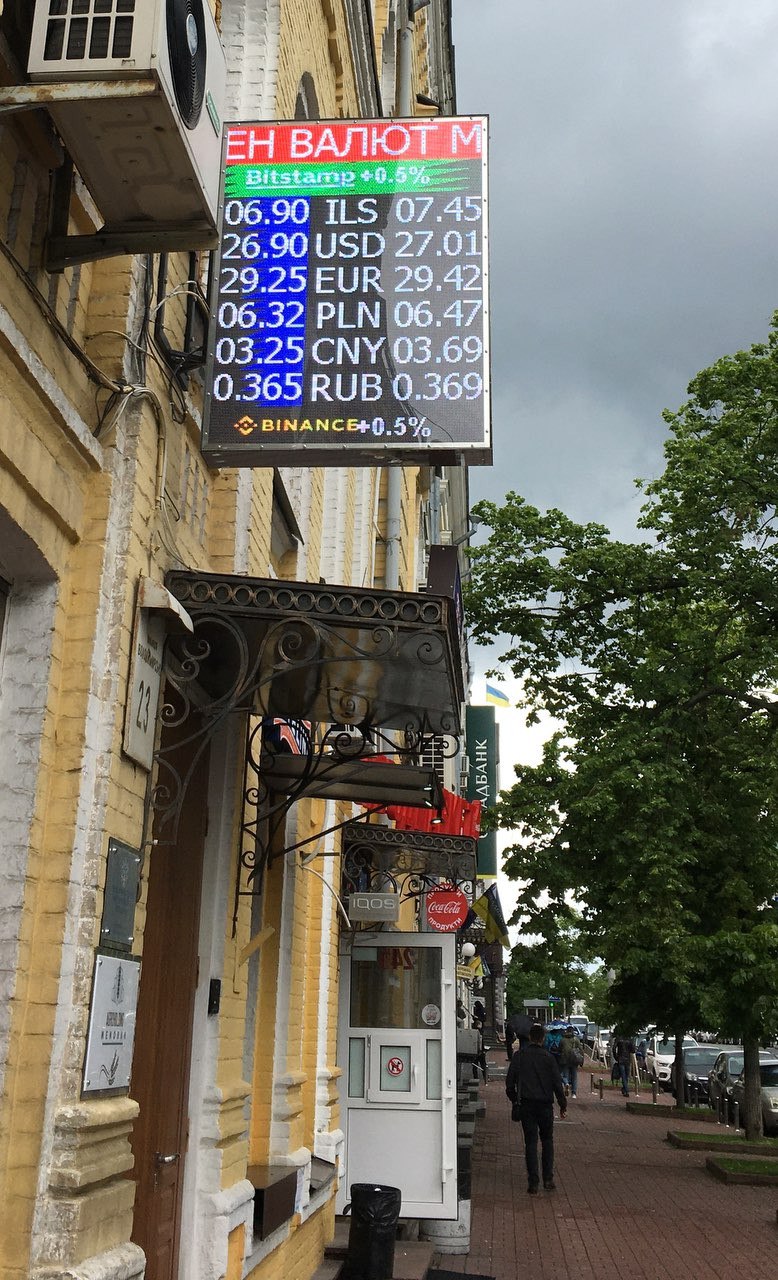 ЕН ВАЛЮТ М
Bitstamp +0.5%
06.90 ILS 07.45
26.90 USD 27.01
29.25 EUR 29.42
06.32 PLN 06.47
03.25 CNY 03.69
0.365 RUB 0.369
BINANCE +0.5%
23
АДБАНК
IQOS
Coca-Cola
ПРОДУКТИ
24